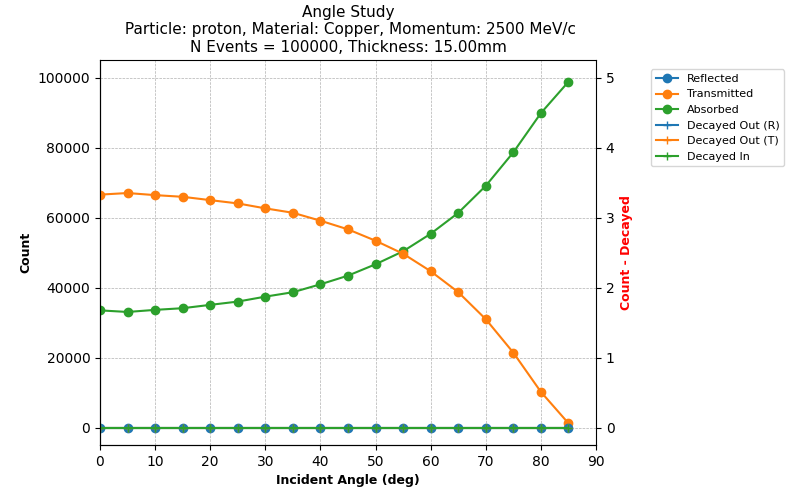 Angle Study
Particle: proton, Material: Copper, Momentum: 2500 MeV/c
N Events = 100000, Thickness: 15.00mm
Reflected
Transmitted
Absorbed
Decayed Out (R)
Decayed Out (T)
Decayed In
100000
80000
60000
40000
20000
0
Count
5
4
3
2
1
0
Count - Decayed
0 10 20 30 40 50 60 70 80 90
Incident Angle (deg)